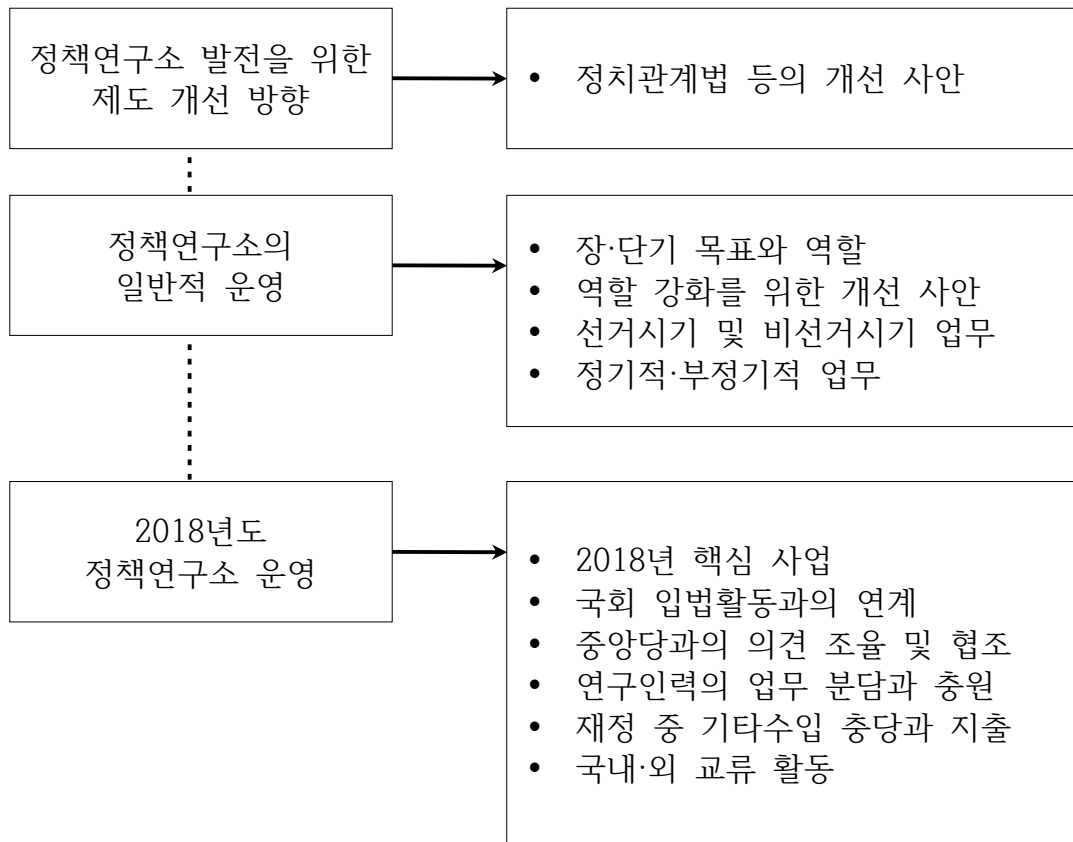 정책연구소 발전을 위한
제도 개선 방향
• 정치관계법 등의 개선 사안
정책연구소의
일반적 운영
• 장·단기 목표와 역할
• 역할 강화를 위한 개선 사안
• 선거시기 및 비선거시기 업무
• 정기적·부정기적 업무
2018년도
정책연구소 운영
• 2018년 핵심 사업
• 국회 입법활동과의 연계
• 중앙당과의 의견 조율 및 협조
• 연구인력의 업무 분담과 충원
• 재정 중 기타수입 충당과 지출
• 국내·외 교류 활동